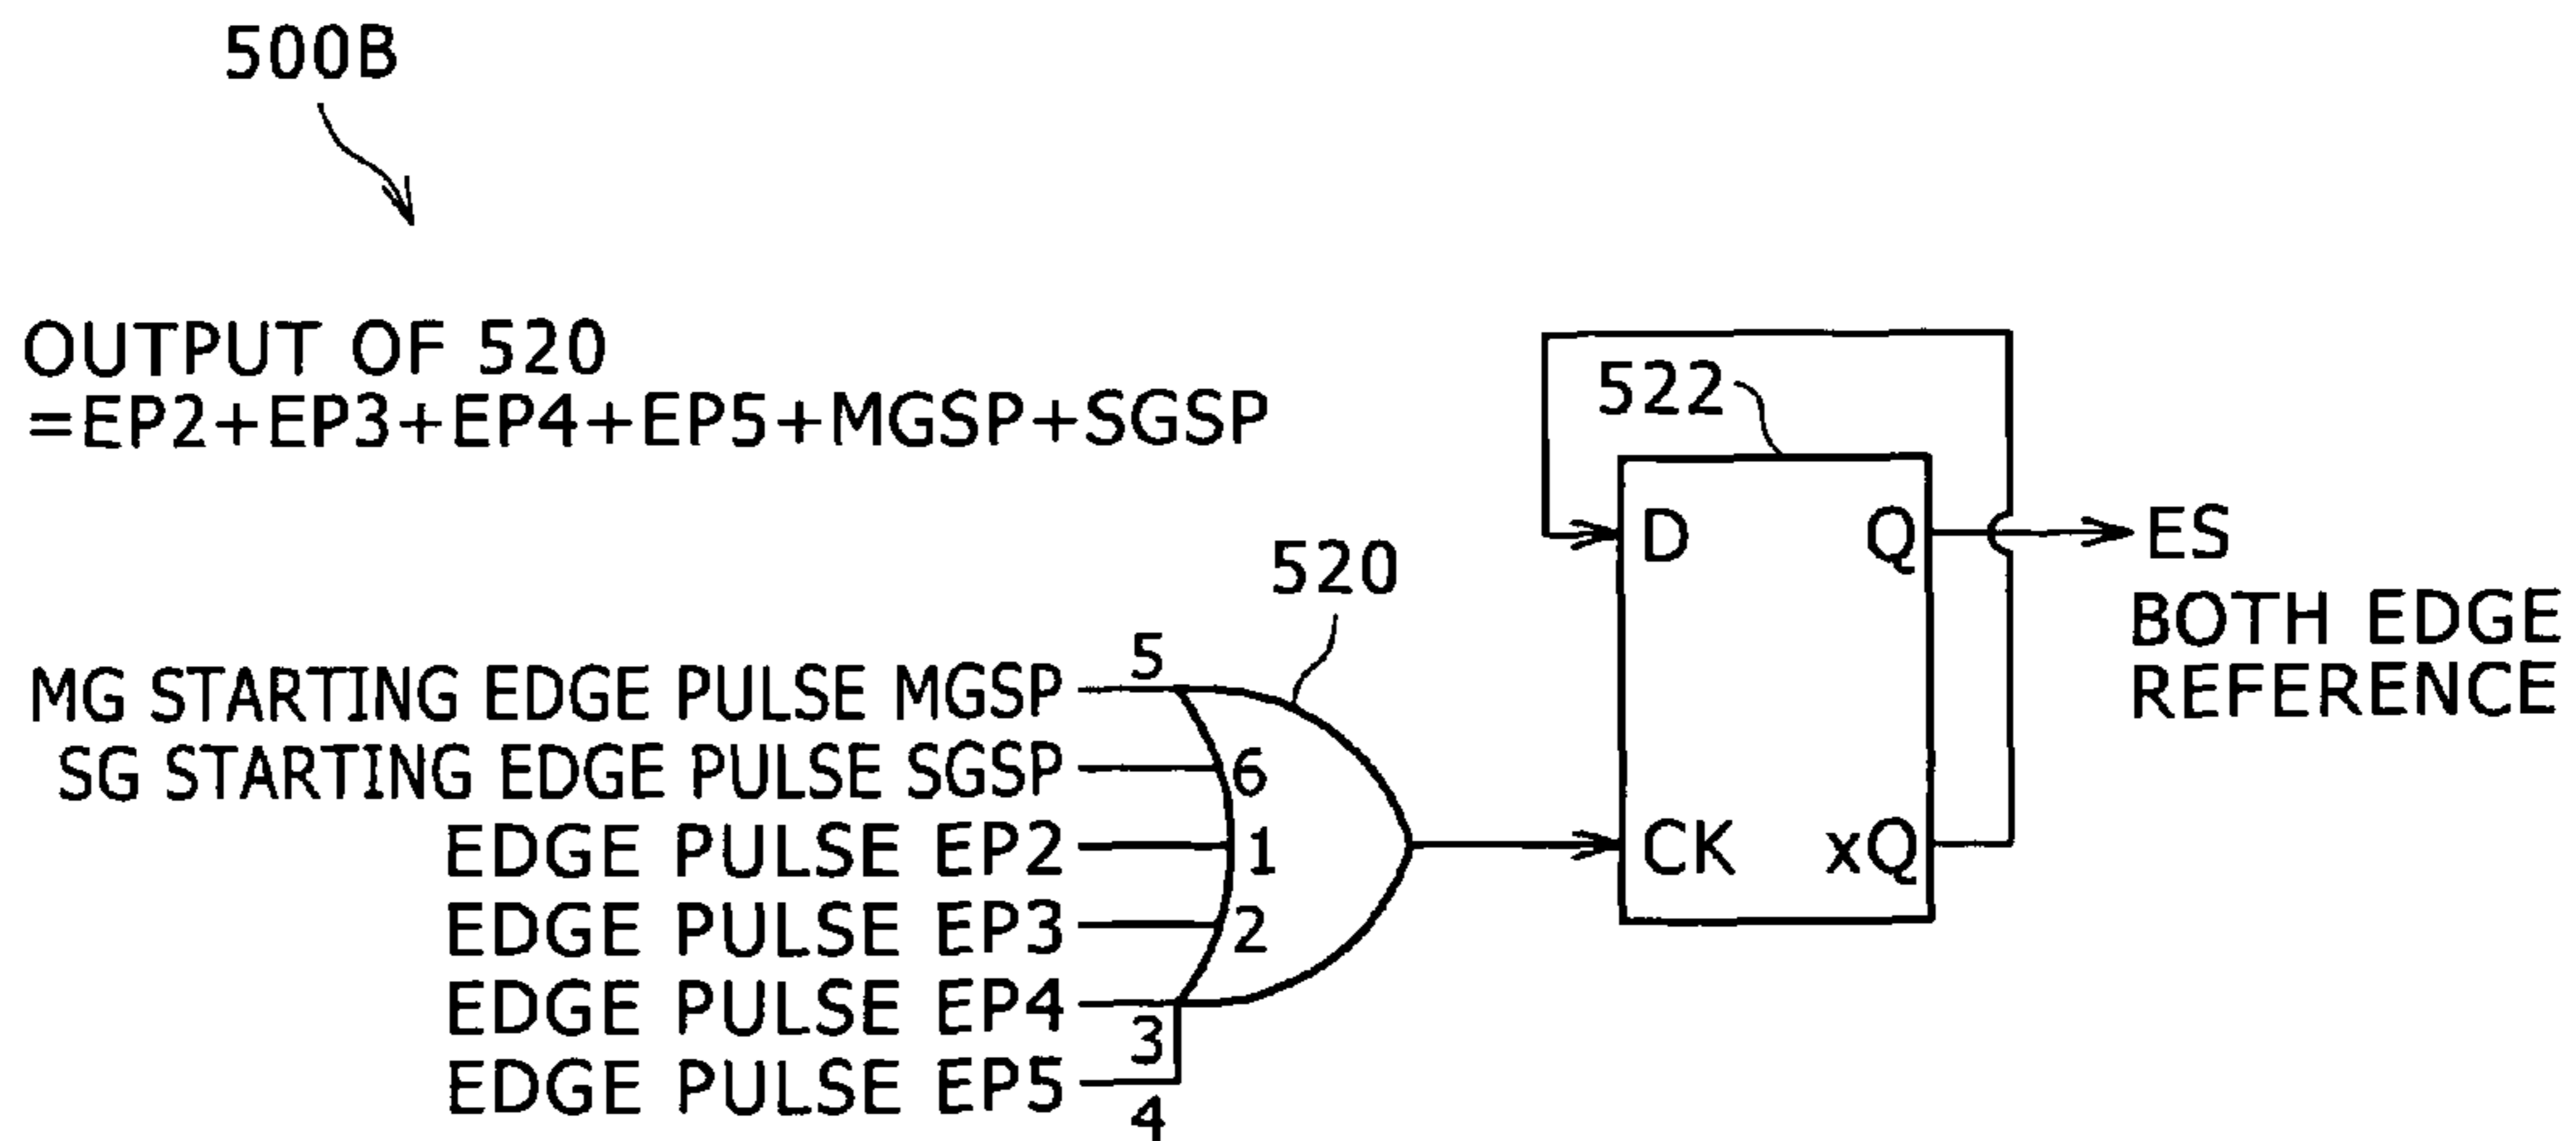 500B
OUTPUT OF 520
=EP2+EP3+EP4+EP5+MGSP+SGSP
522
D
Q
ES
BOTH EDGE
REFERENCE
520
MG STARTING EDGE PULSE MGSP
5
SG STARTING EDGE PULSE SGSP
6
EDGE PULSE EP2
1
CK
xQ
EDGE PULSE EP3
2
EDGE PULSE EP4
3
EDGE PULSE EP5
4